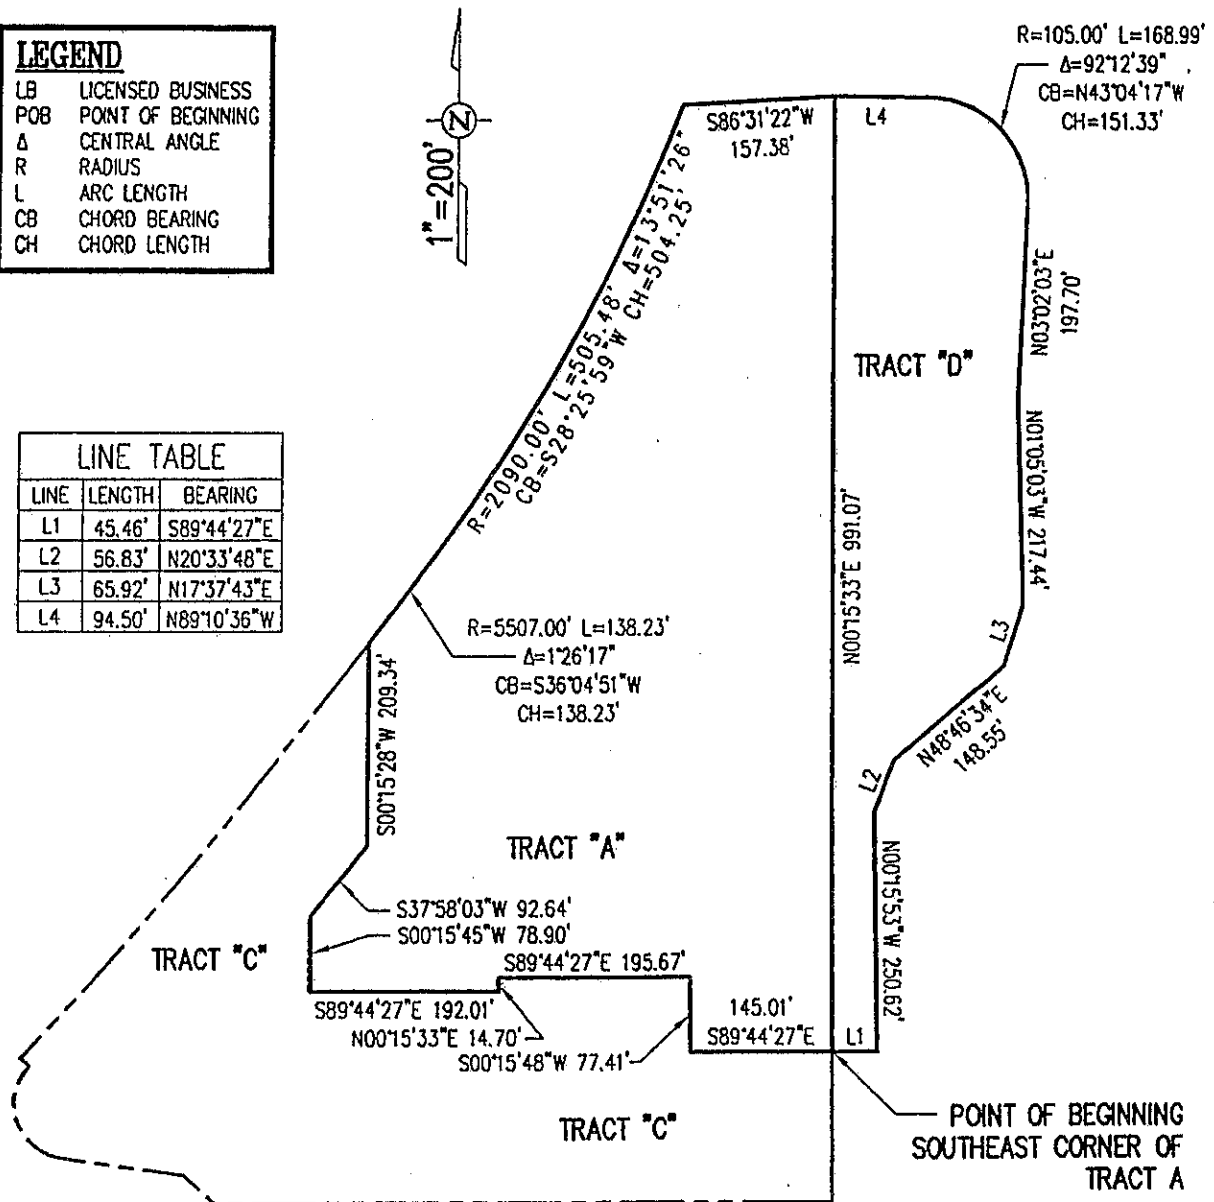 LEGEND
LB LICENSED BUSINESS
POB POINT OF BEGINNING
Δ CENTRAL ANGLE
R RADIUS
L ARC LENGTH
CB CHORD BEARING
CH CHORD LENGTH
1"=200'
N
R=105.00' L=168.99'
Δ=92°12'39"
CB=N43°04'17"W
CH=151.33'
S86°31'22"W
157.38'
L4
R=2090.00' L=505.48' Δ=13°51'26"
CB=S28°25'59"W CH=504.25'
N03°02'03"E
197.70'
TRACT "D"
LINE TABLE
LINE LENGTH BEARING
L1 45.46' S89°44'27"E
L2 56.83' N20°33'48"E
L3 65.92' N17°37'43"E
L4 94.50' N89°10'36"W
N01°05'03"W 217.44'
N00°15'33"E 991.07'
R=5507.00' L=138.23'
Δ=1°26'17"
CB=S36°04'51"W
CH=138.23'
L3
S00°15'28"W 209.34'
N48°46'34"E
148.55'
L2
TRACT "A"
N00°15'53"W 250.62'
S37°58'03"W 92.64'
S00°15'45"W 78.90'
TRACT "C"
S89°44'27"E 195.67'
S89°44'27"E 192.01'
145.01'
N00°15'33"E 14.70'
S89°44'27"E
L1
S00°15'48"W 77.41'
TRACT "C"
POINT OF BEGINNING
SOUTHEAST CORNER OF
TRACT A